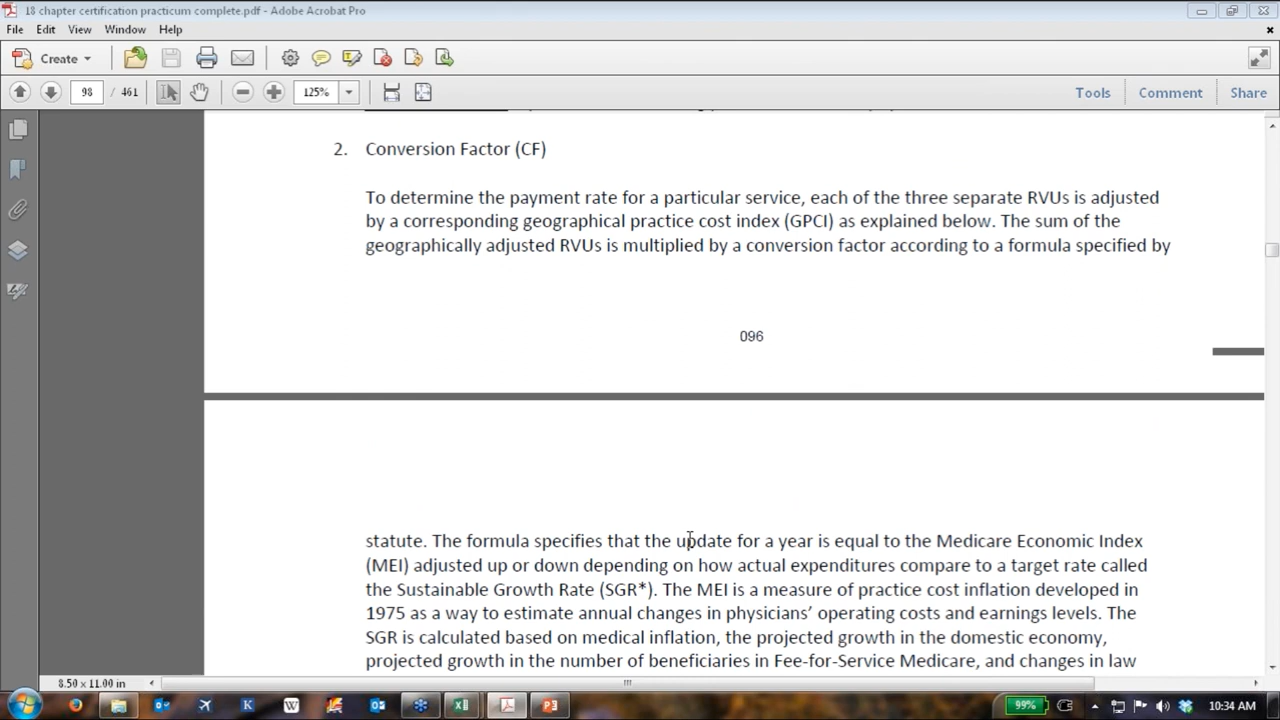 18 chapter certification practicum complete.pdf - Adobe Acrobat Pro
File Edit View Window Help
Create
98 / 461 125% Tools Comment Share
2. Conversion Factor (CF)
To determine the payment rate for a particular service, each of the three separate RVUs is adjusted
by a corresponding geographical practice cost index (GPCI) as explained below. The sum of the
geographically adjusted RVUs is multiplied by a conversion factor according to a formula specified by
096
statute. The formula specifies that the update for a year is equal to the Medicare Economic Index
(MEI) adjusted up or down depending on how actual expenditures compare to a target rate called
the Sustainable Growth Rate (SGR*). The MEI is a measure of practice cost inflation developed in
1975 as a way to estimate annual changes in physicians’ operating costs and earnings levels. The
SGR is calculated based on medical inflation, the projected growth in the domestic economy,
projected growth in the number of beneficiaries in Fee-for-Service Medicare, and changes in law
8.50 x 11.00 in
99% 10:34 AM